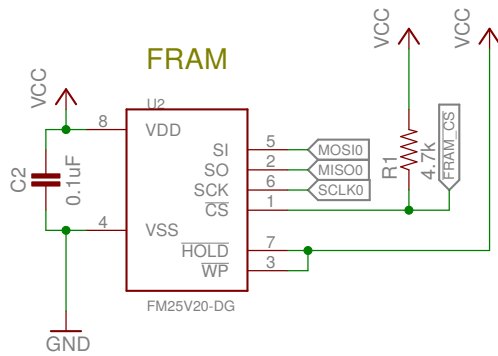 FRAM
VCC
VCC
VCC
U2
8
VDD
SI
5
MOSI0
SO
2
MISO0
SCK
6
SCLK0
CS
1
C2
0.1uF
R1
4.7k
FRAM_CS
4
VSS
HOLD
7
WP
3
FM25V20-DG
GND